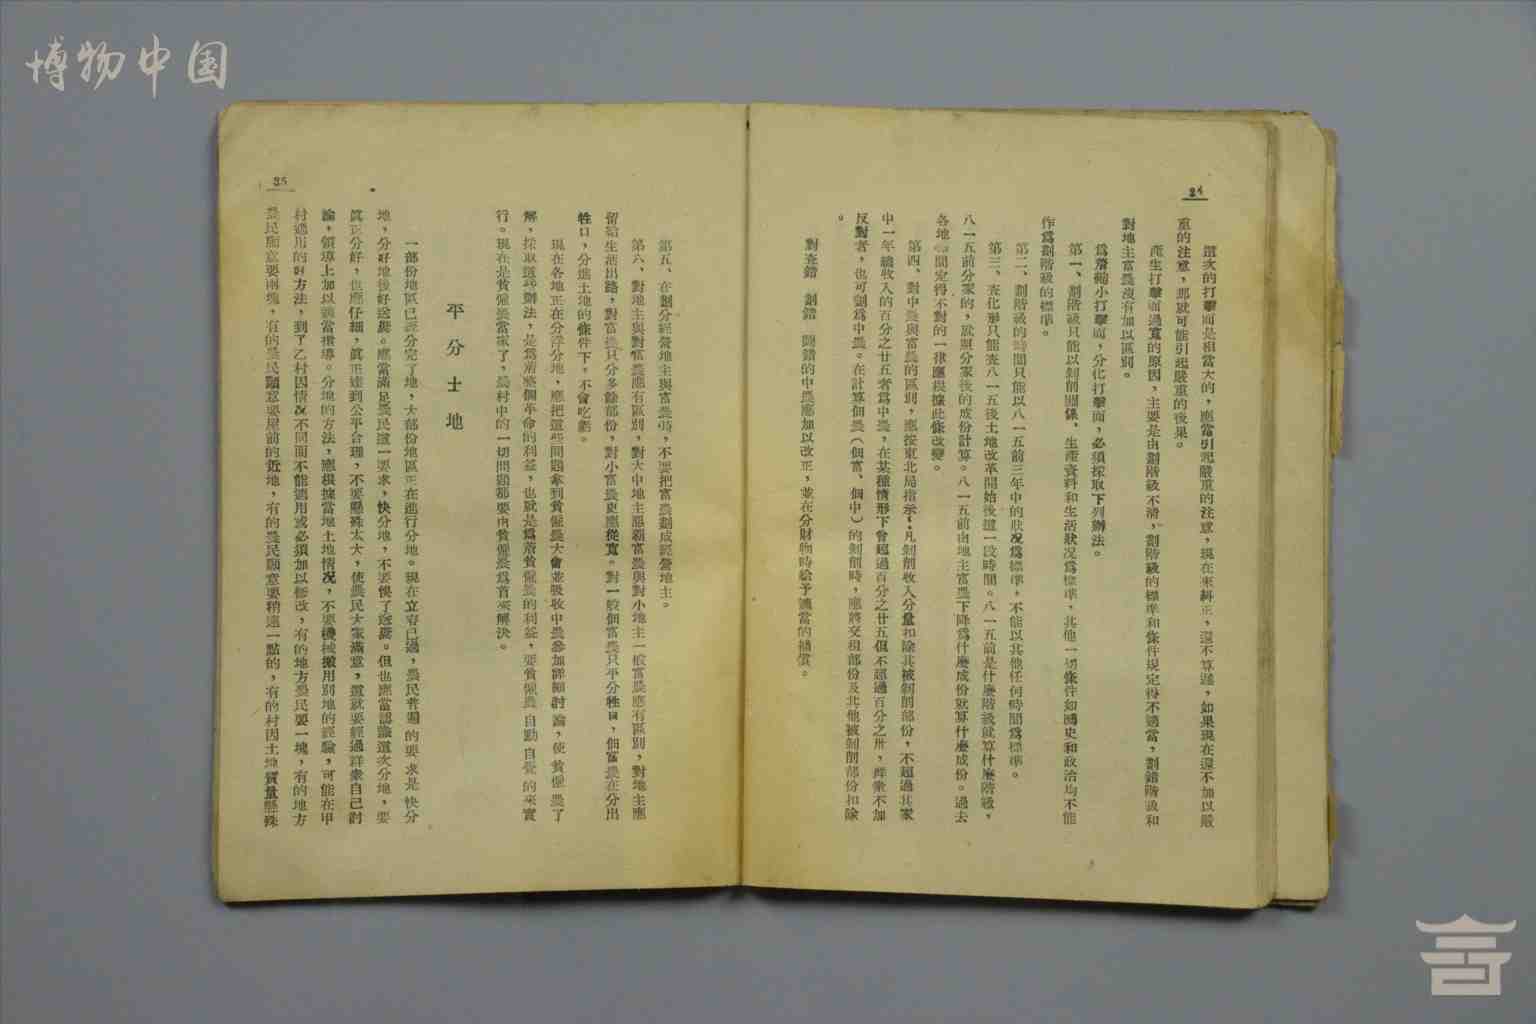 博物中国
24
這次的打擊面是相當大的，應當引起嚴重的注意，現在來糾正，還不算遲，如果現在還不加以嚴
重的注意，那就可能引起嚴重的後果。
產生打擊面過寬的原因，主要是由劃階級不清，劃階級的標準和條件規定得不適當，劃錯階級和
對地主富農沒有加以區別。
爲着縮小打擊面，分化打擊面，必須採取下列辦法。
第一、劃階級只能以剝削關係、生產資料和生活狀況爲標準，其他一切條件如歷史和政治均不能
作爲劃階級的標準。
第二、劃階級的時間只能以八一五前三年中的狀況爲標準，不能以其他任何時間爲標準。
第三、查化形只能查八一五後土地改革開始後這一段時間。八一五前是什麼階級就算什麼階級，
八一五前分家的，就照分家後的成份計算。八一五前由地主富農下降爲什麼成份就算什麼成份。過去
各地 間定得不對的一律應根據此條改變。
第四、對中農與富農的區別，應按東北局指示：凡剝削收入分量扣除其被剝削部份，不超過其家
中一年總收入的百分之廿五者爲中農，在某種情形下會超過百分之廿五但不超過百分之卅，群衆不加
反對者，也可劃爲中農。在計算佃農（佃富、佃中）的剝削時，應將交租部份及其他被剝削部份扣除
。
對查錯 劃錯 鬪錯的中農應加以改正，並在分財物時給予適當的補償。
25
第五、在劃分經營地主與富農時，不要把富農劃成經營地主。
第六、對地主與對富農應有區別，對大中地主惡霸富農與對小地主一般富農應有區別，對地主應
留給生活出路，對富農只分多餘部份，對小富農更應從寬。對一般佃富農只平分牲口，佃富農在分出
牲口，分進土地的條件下，不會吃虧。
現在各地正在分浮分地，應把這些問題拿到貧僱農大會並吸收中農參加詳細討論，使貧僱農了
解，採取這些辦法，是爲着整個革命的利益，也就是爲着貧僱農的利益，要貧僱農自動自覺的來實
行。現在是貧僱農當家了，農村中的一切問題都要由貧僱農爲首來解決。
平分土地
一部份地區已經分完了地，大部份地區正在進行分地。現在立春已過，農民普遍的要求是快分
地，分好地後好送糞。應當滿足農民這一要求，快分地，不要悞了送糞。但也應當認識這次分地，要
眞正分好，也應仔細，眞正達到公平合理，不要懸殊太大，使農民大家滿意，這就要經過群衆自己討
論，領導上加以適當指導。分地的方法，應根據當地土地情况，不要機械搬用別地的經驗，可能在甲
村適用的好方法，到了乙村因情況不同而不能適用或必須加以修改，有的地方農民要一塊，有的地方
農民願意要兩塊，有的農民願意要屋前的近地，有的農民願意要稍遠一點的，有的村因土地質量懸殊